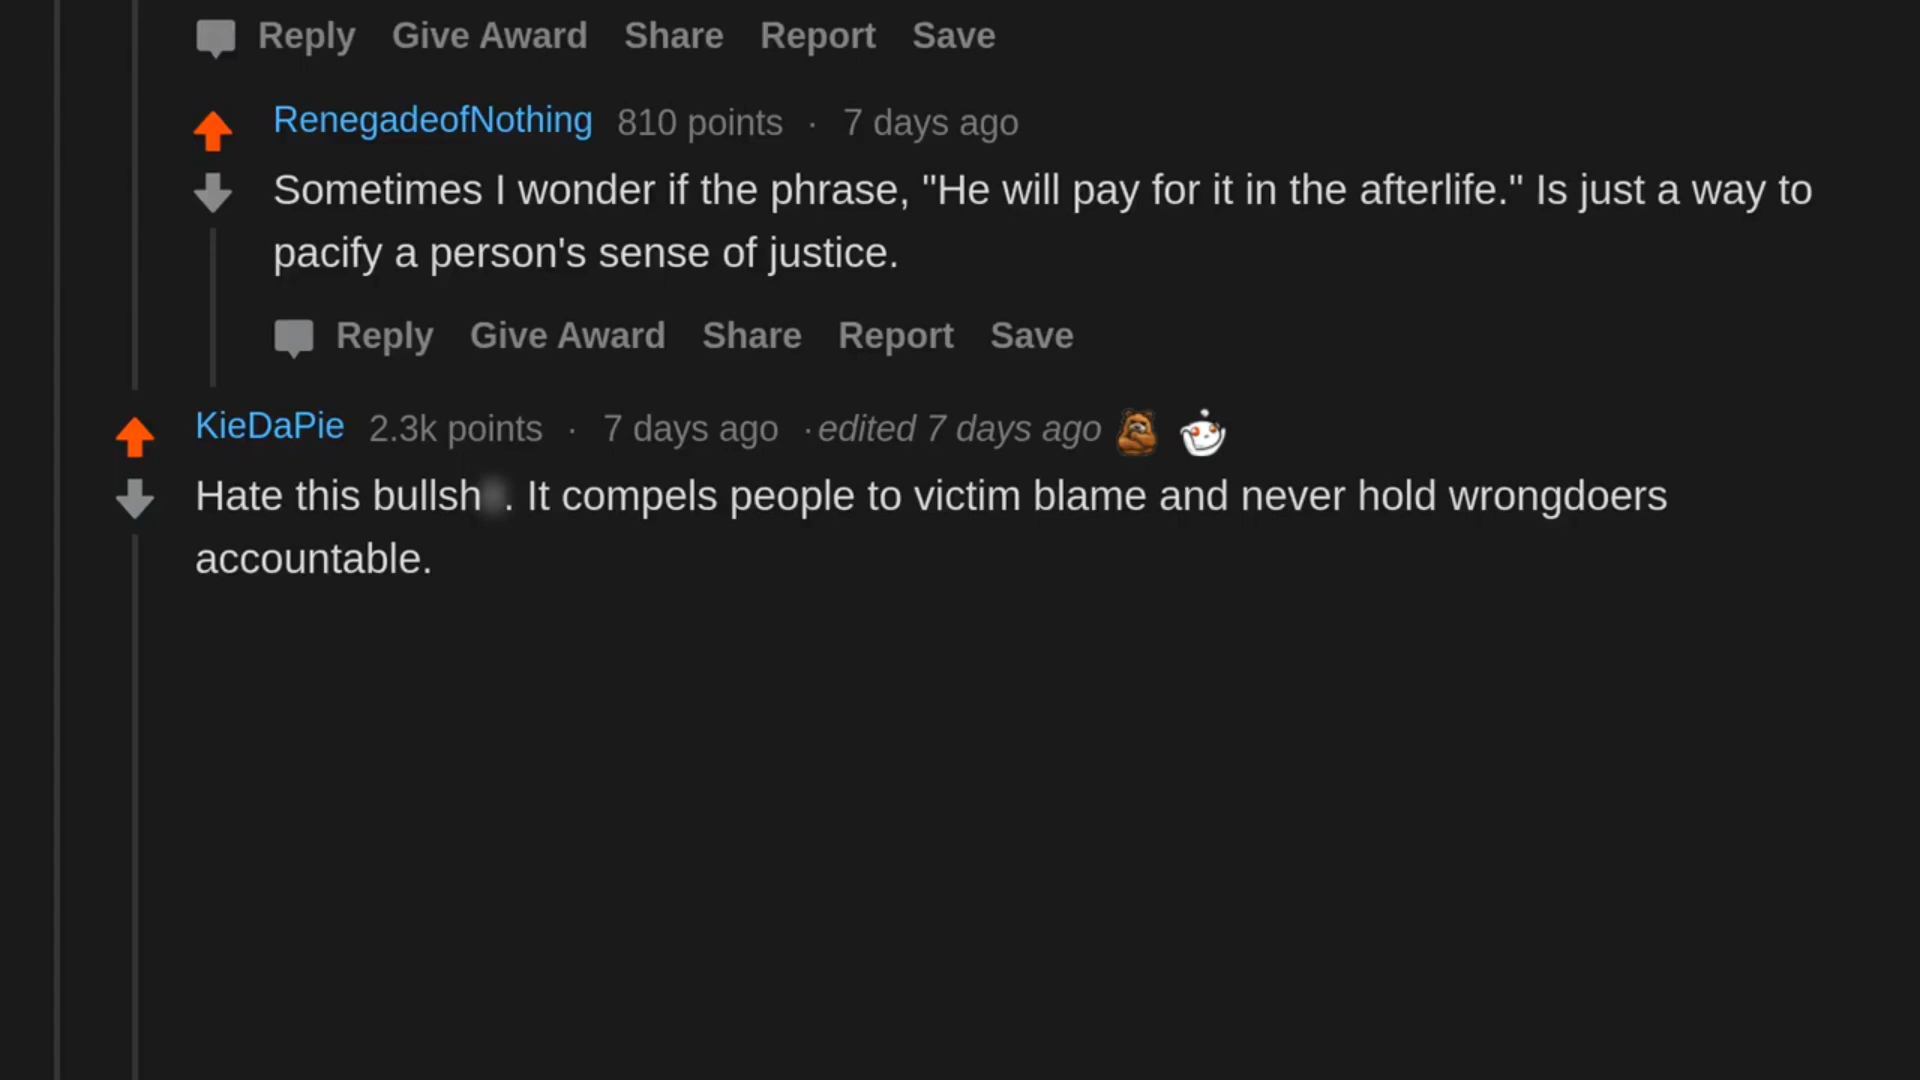 Reply Give Award Share Report Save
RenegadeofNothing 810 points · 7 days ago
Sometimes I wonder if the phrase, "He will pay for it in the afterlife." Is just a way to
pacify a person's sense of justice.
Reply Give Award Share Report Save
KieDaPie 2.3k points · 7 days ago · edited 7 days ago
Hate this bullsh . It compels people to victim blame and never hold wrongdoers
accountable.